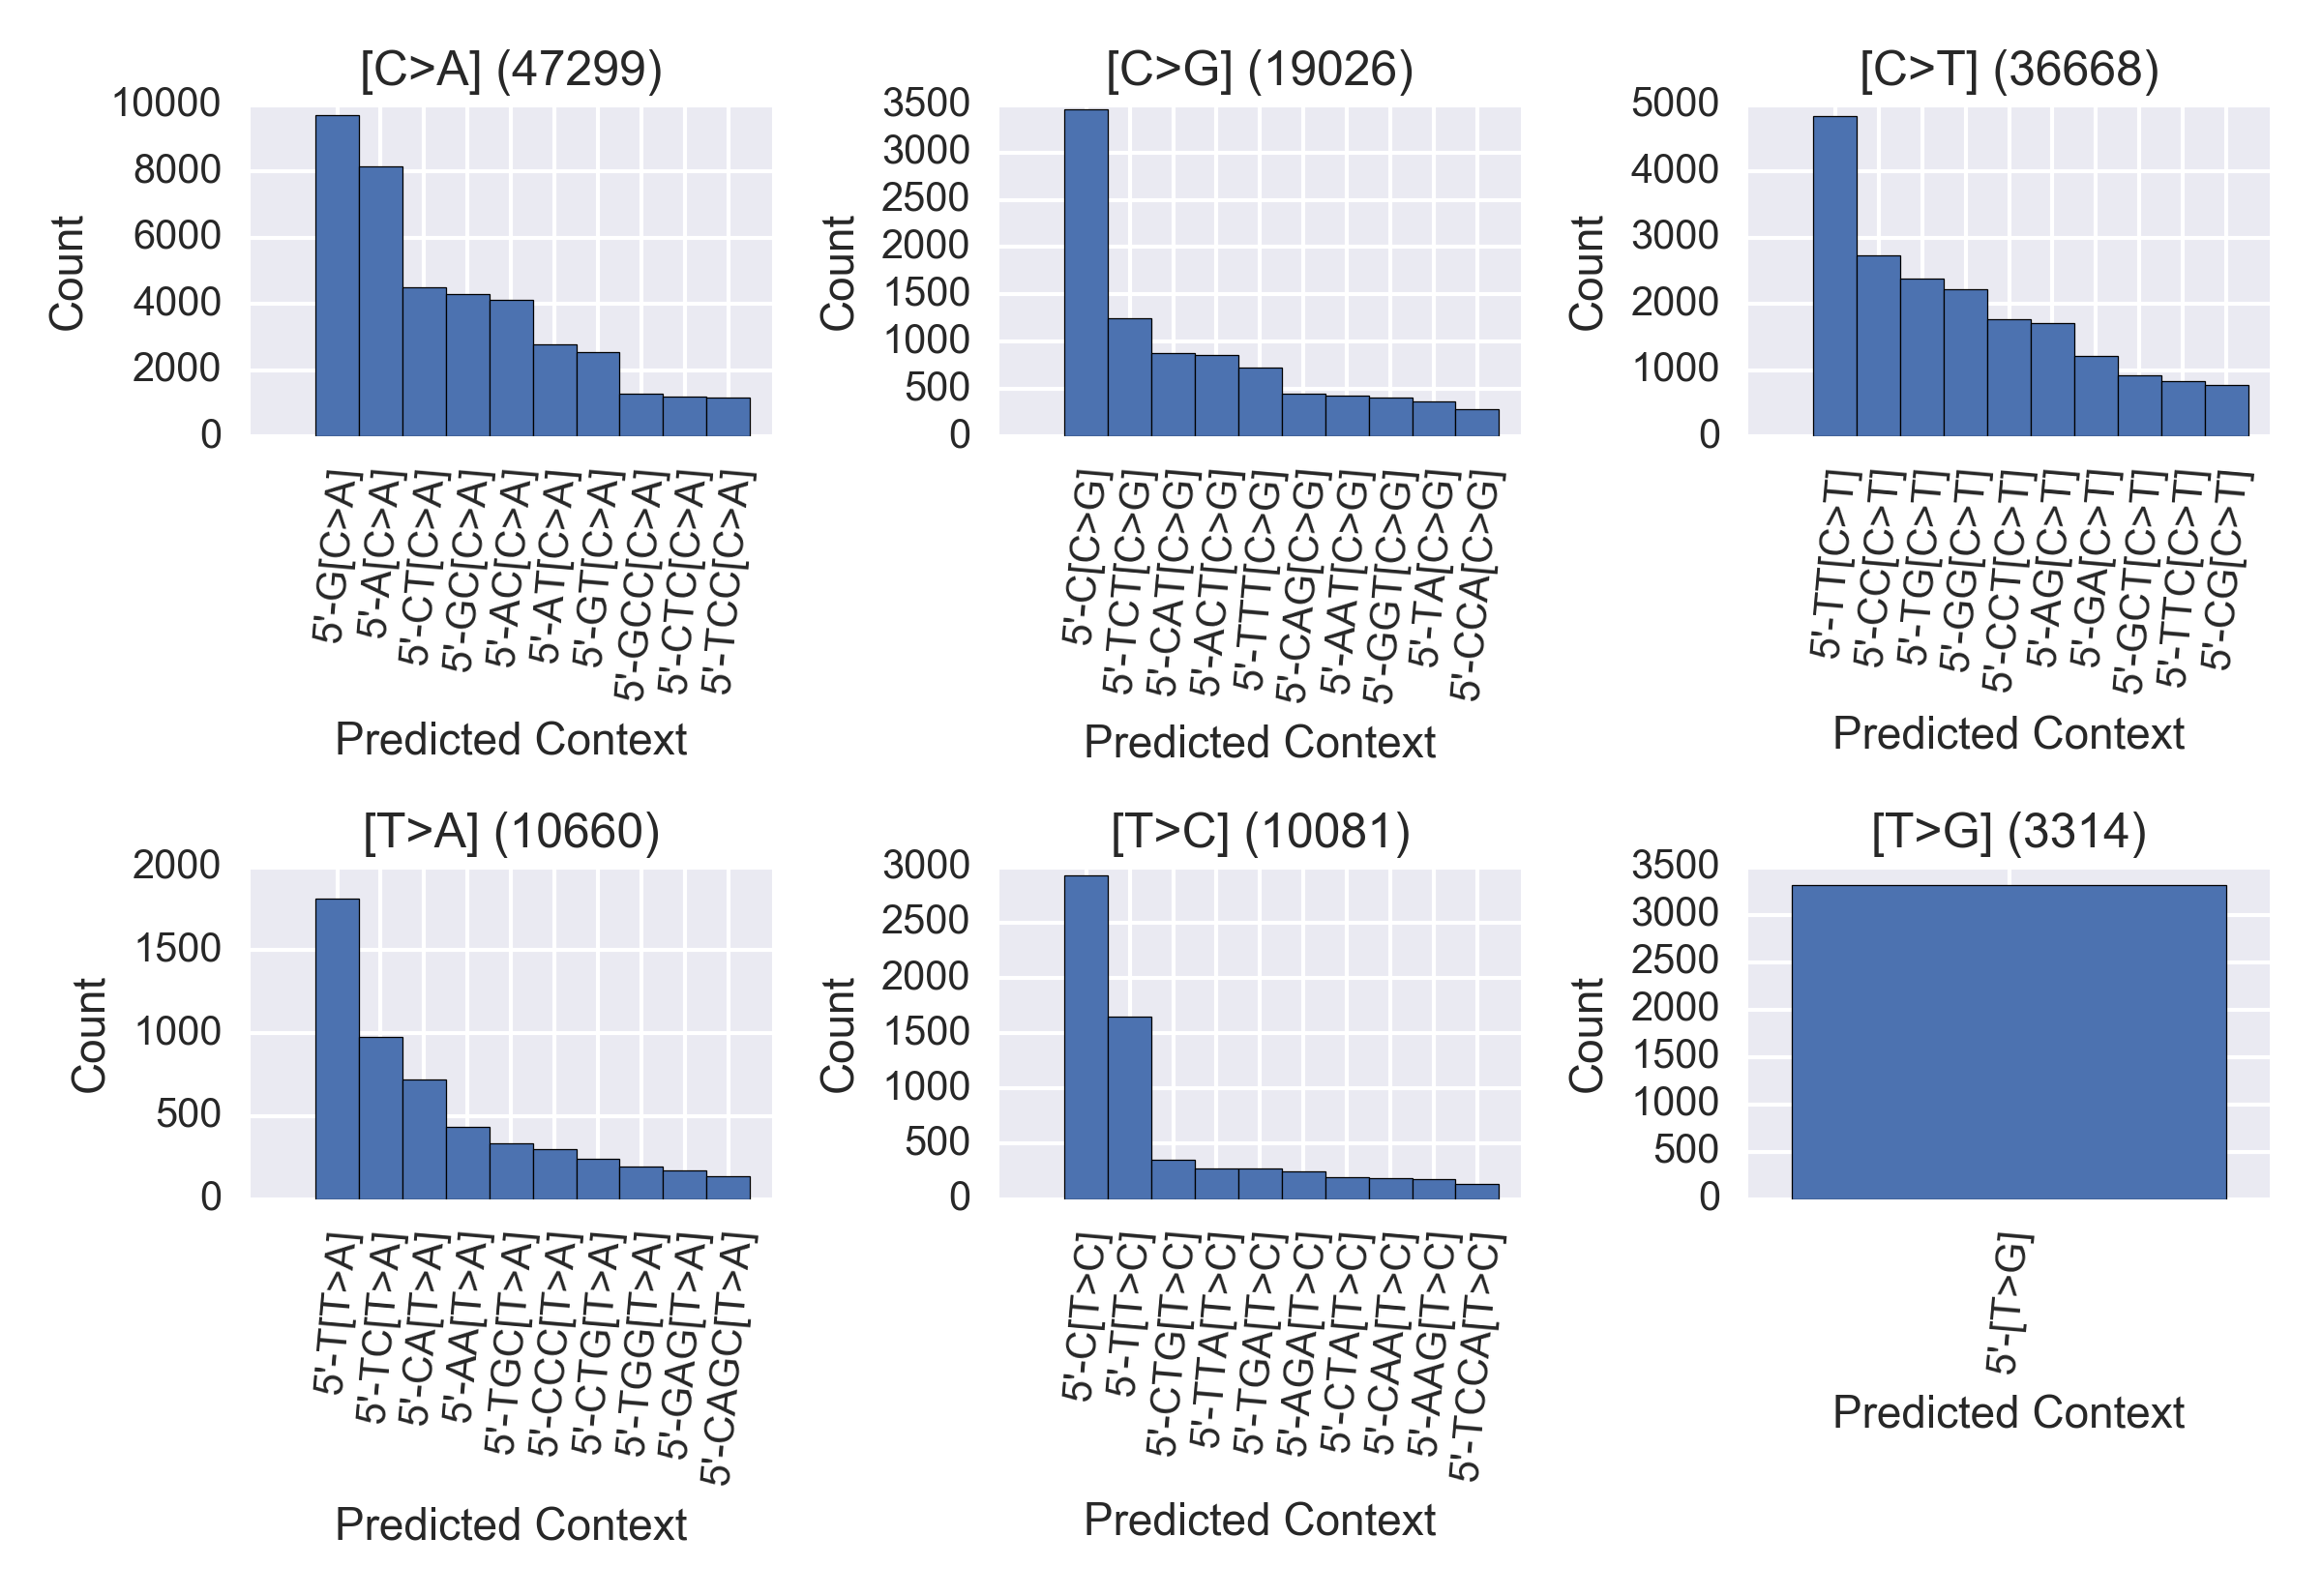 [C>A] (47299)
10000
8000
6000
4000
2000
0
Count
5'-G[C>A]
5'-A[C>A]
5'-CT[C>A]
5'-GC[C>A]
5'-AC[C>A]
5'-AT[C>A]
5'-GT[C>A]
5'-GCC[C>A]
5'-CTC[C>A]
5'-TCC[C>A]
Predicted Context
[C>G] (19026)
3500
3000
2500
2000
1500
1000
500
0
Count
5'-C[C>G]
5'-TCT[C>G]
5'-CAT[C>G]
5'-ACT[C>G]
5'-TTT[C>G]
5'-CAG[C>G]
5'-AAT[C>G]
5'-GGT[C>G]
5'-TA[C>G]
5'-CCA[C>G]
Predicted Context
[C>T] (36668)
5000
4000
3000
2000
1000
0
Count
5'-TT[C>T]
5'-CC[C>T]
5'-TG[C>T]
5'-GG[C>T]
5'-CCT[C>T]
5'-AG[C>T]
5'-GA[C>T]
5'-GCT[C>T]
5'-TTC[C>T]
5'-CG[C>T]
Predicted Context
[T>A] (10660)
2000
1500
1000
500
0
Count
5'-T[T>A]
5'-TC[T>A]
5'-CA[T>A]
5'-AA[T>A]
5'-TGC[T>A]
5'-CCC[T>A]
5'-CTG[T>A]
5'-TGG[T>A]
5'-GAG[T>A]
5'-CAGC[T>A]
Predicted Context
[T>C] (10081)
3000
2500
2000
1500
1000
500
0
Count
5'-C[T>C]
5'-T[T>C]
5'-CTG[T>C]
5'-TTA[T>C]
5'-TGA[T>C]
5'-AGA[T>C]
5'-CTA[T>C]
5'-CAA[T>C]
5'-AAG[T>C]
5'-TCCA[T>C]
Predicted Context
[T>G] (3314)
3500
3000
2500
2000
1500
1000
500
0
Count
5'-[T>G]
Predicted Context